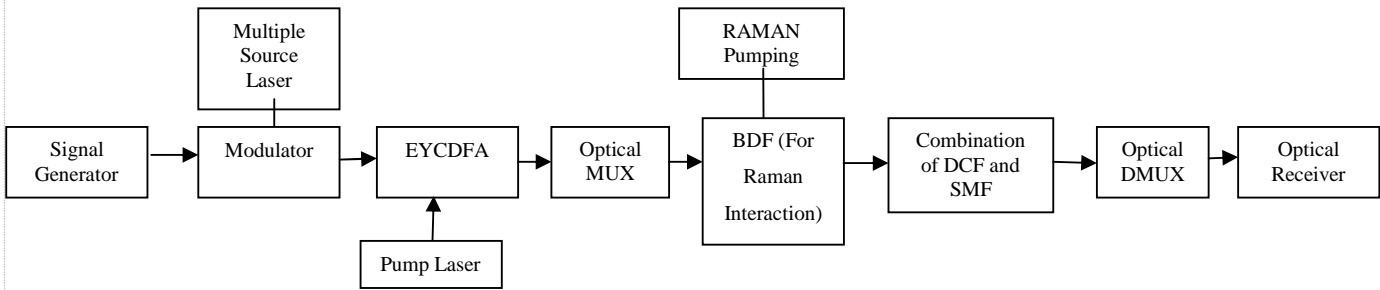 Multiple
Source
Laser
RAMAN
Pumping
Signal
Generator
Modulator
EYCDFA
Optical
MUX
BDF (For
Raman
Interaction)
Combination
of DCF and
SMF
Optical
DMUX
Optical
Receiver
Pump Laser